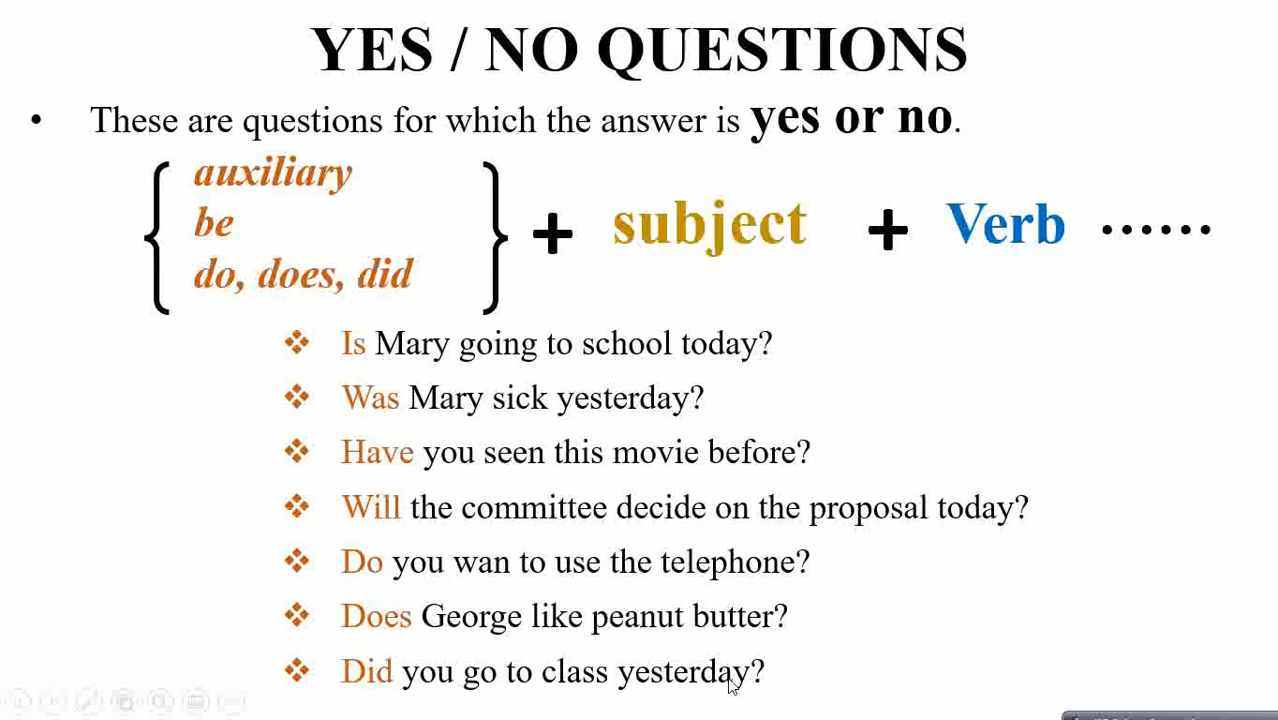 YES / NO QUESTIONS
• These are questions for which the answer is yes or no.
auxiliary
be
do, does, did
+ subject + Verb ......
❖ Is Mary going to school today?
❖ Was Mary sick yesterday?
❖ Have you seen this movie before?
❖ Will the committee decide on the proposal today?
❖ Do you wan to use the telephone?
❖ Does George like peanut butter?
❖ Did you go to class yesterday?